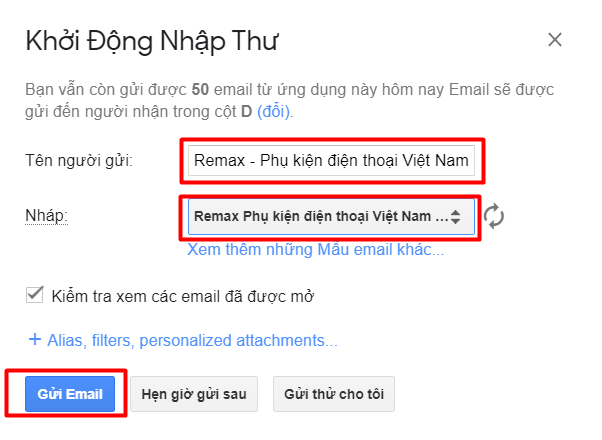 Khởi Động Nhập Thư
Bạn vẫn còn gửi được 50 email từ ứng dụng này hôm nay Email sẽ được
gửi đến người nhận trong cột D (đổi).
Tên người gửi: Remax - Phụ kiện điện thoại Việt Nam
Nháp: Remax Phụ kiện điện thoại Việt Nam ...
Xem thêm những Mẫu email khác...
Kiểm tra xem các email đã được mở
+ Alias, filters, personalized attachments...
Gửi Email Hẹn giờ gửi sau Gửi thử cho tôi